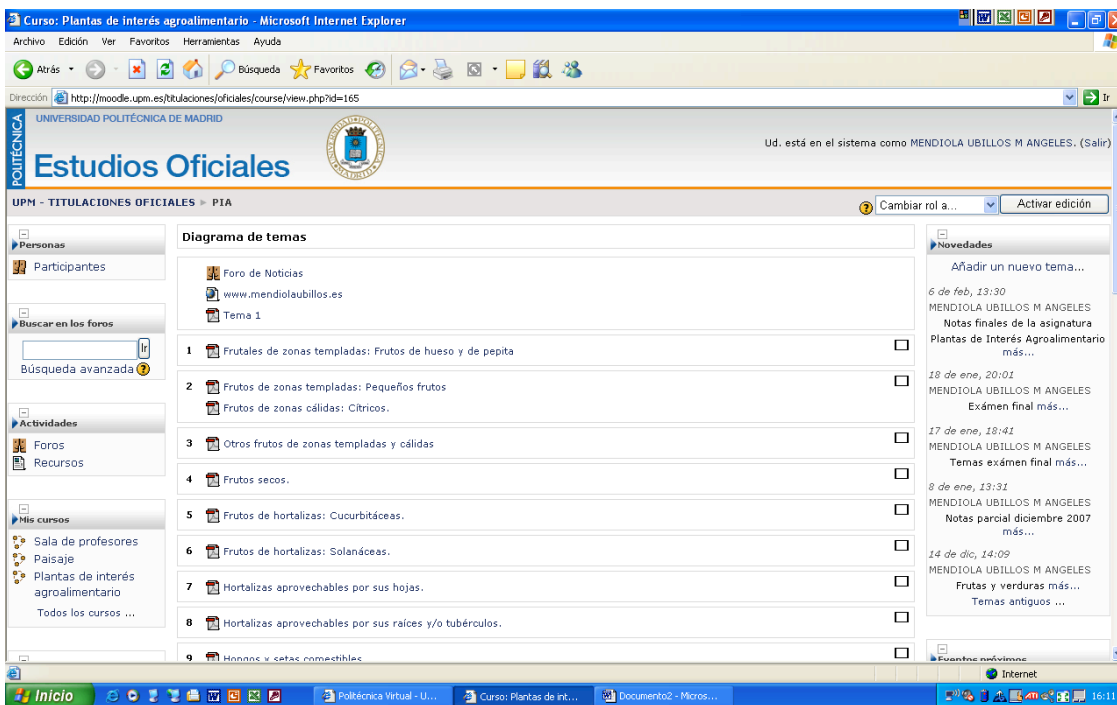 Curso: Plantas de interés agroalimentario - Microsoft Internet Explorer
Archivo Edición Ver Favoritos Herramientas Ayuda
Atrás Búsqueda Favoritos
Dirección http://moodle.upm.es/titulaciones/oficiales/course/view.php?id=165 Ir
POLITÉCNICA
UNIVERSIDAD POLITÉCNICA DE MADRID
Estudios Oficiales
Ud. está en el sistema como MENDIOLA UBILLOS M ANGELES. (Salir)
UPM - TITULACIONES OFICIALES ► PIA
Cambiar rol a... Activar edición
Personas
Participantes
Buscar en los foros
Ir
Búsqueda avanzada
Actividades
Foros
Recursos
Mis cursos
Sala de profesores
Paisaje
Plantas de interés
agroalimentario
Todos los cursos ...
Diagrama de temas
Foro de Noticias
www.mendiolaubillos.es
Tema 1
1 Frutales de zonas templadas: Frutos de hueso y de pepita
2 Frutos de zonas templadas: Pequeños frutos
Frutos de zonas cálidas: Cítricos.
3 Otros frutos de zonas templadas y cálidas
4 Frutos secos.
5 Frutos de hortalizas: Cucurbitáceas.
6 Frutos de hortalizas: Solanáceas.
7 Hortalizas aprovechables por sus hojas.
8 Hortalizas aprovechables por sus raíces y/o tubérculos.
9 Hongos y setas comestibles
Novedades
Añadir un nuevo tema...
6 de feb, 13:30
MENDIOLA UBILLOS M ANGELES
Notas finales de la asignatura
Plantas de Interés Agroalimentario
más...
18 de ene, 20:01
MENDIOLA UBILLOS M ANGELES
Exámen final más...
17 de ene, 18:41
MENDIOLA UBILLOS M ANGELES
Temas exámen final más...
8 de ene, 13:31
MENDIOLA UBILLOS M ANGELES
Notas parcial diciembre 2007
más...
14 de dic, 14:09
MENDIOLA UBILLOS M ANGELES
Frutas y verduras más...
Temas antiguos ...
Eventos próximos
Internet
Inicio
Politécnica Virtual - U...
Curso: Plantas de int...
Documento2 - Micros...
16:11